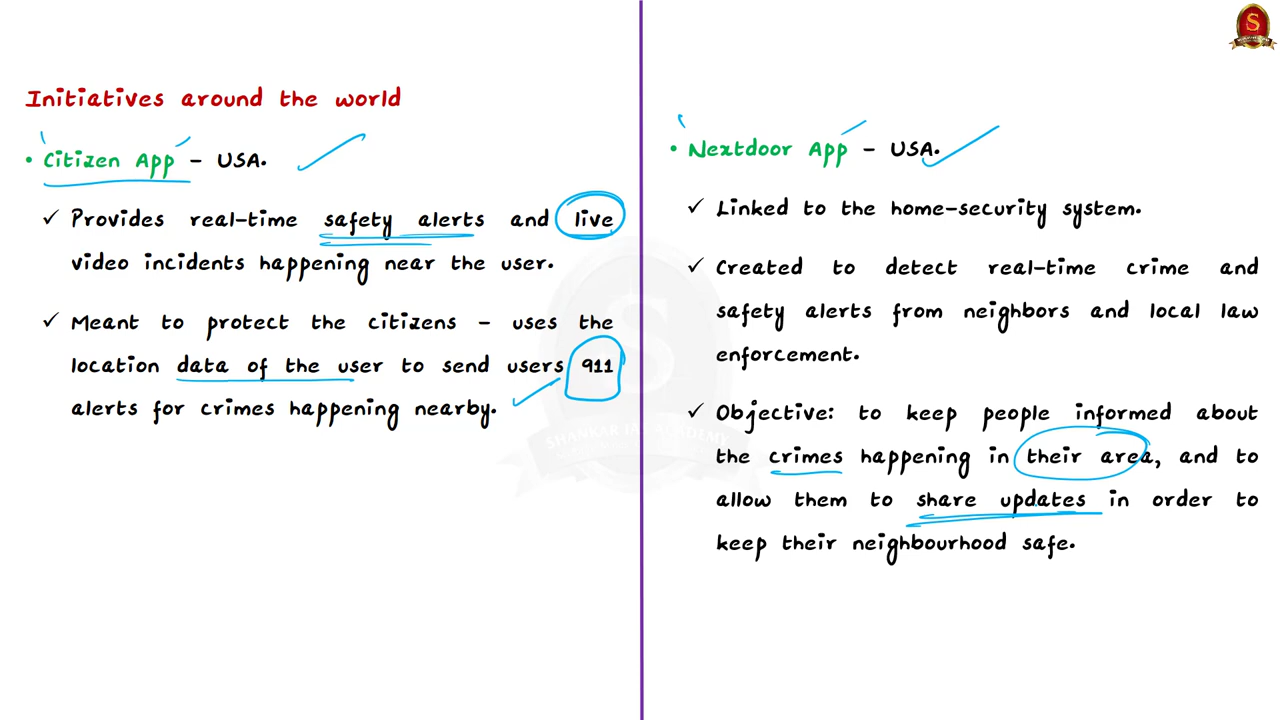 Initiatives around the world
• Citizen App – USA.
✓ Provides real-time safety alerts and live
video incidents happening near the user.
✓ Meant to protect the citizens – uses the
location data of the user to send users 911
alerts for crimes happening nearby.
• Nextdoor App – USA.
✓ Linked to the home-security system.
✓ Created to detect real-time crime and
safety alerts from neighbors and local law
enforcement.
✓ Objective: to keep people informed about
the crimes happening in their area, and to
allow them to share updates in order to
keep their neighbourhood safe.
S
SHANKAR IAS ACADEMY